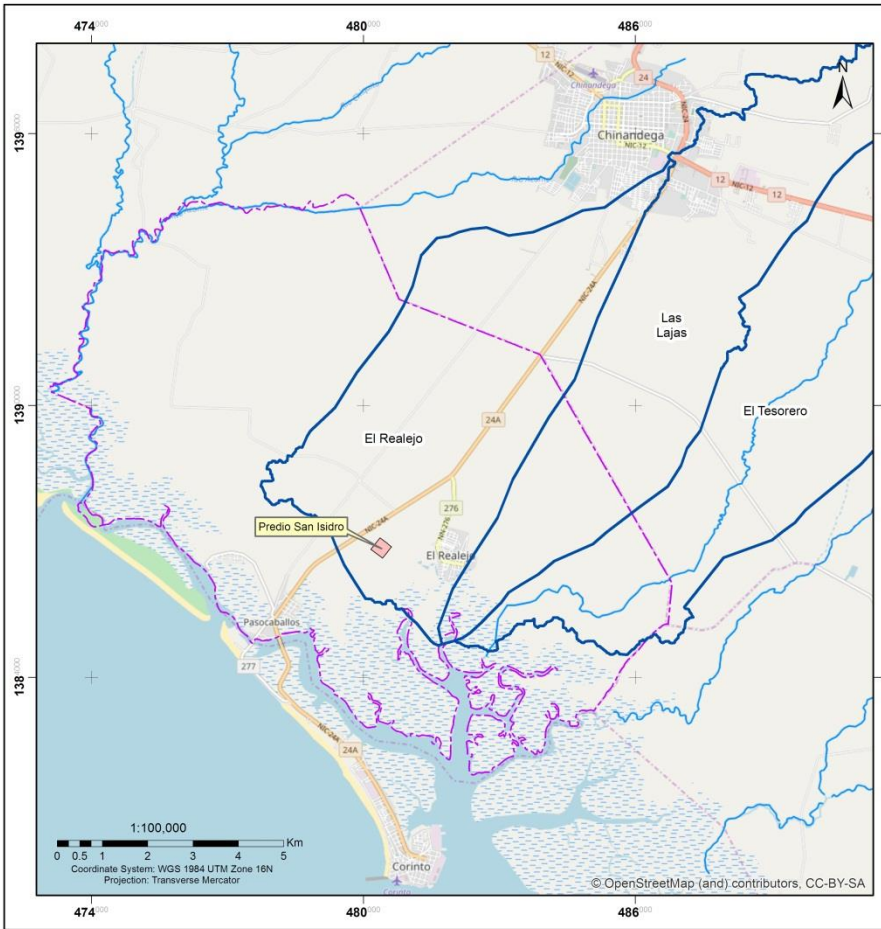 474000 480000 486000
N
12
NIC-12
Chinandega
24
NIC-24
139
Chinandega
NIC-12
12
NIC-12
12
NIC-24A
Las
Lajas
139
24A
El Realejo
El Tesorero
276
NIC-24A
NN-276
Predio San Isidro
El Realejo
Pasocaballos
277
138
NIC-24A
24A
1:100,000
Km
0 0.5 1 2 3 4 5
Coordinate System: WGS 1984 UTM Zone 16N
Projection: Transverse Mercator
Corinto
Corinto
© OpenStreetMap (and) contributors, CC-BY-SA
474000 480000 486000